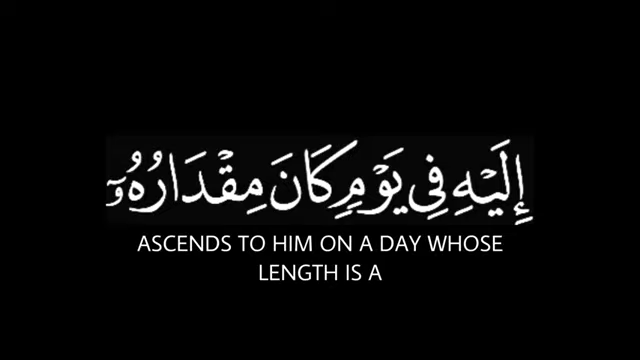 إِلَيْهِ فِي يَوْمٍ كَانَ مِقْدَارُهُۥٓ
ASCENDS TO HIM ON A DAY WHOSE
LENGTH IS A